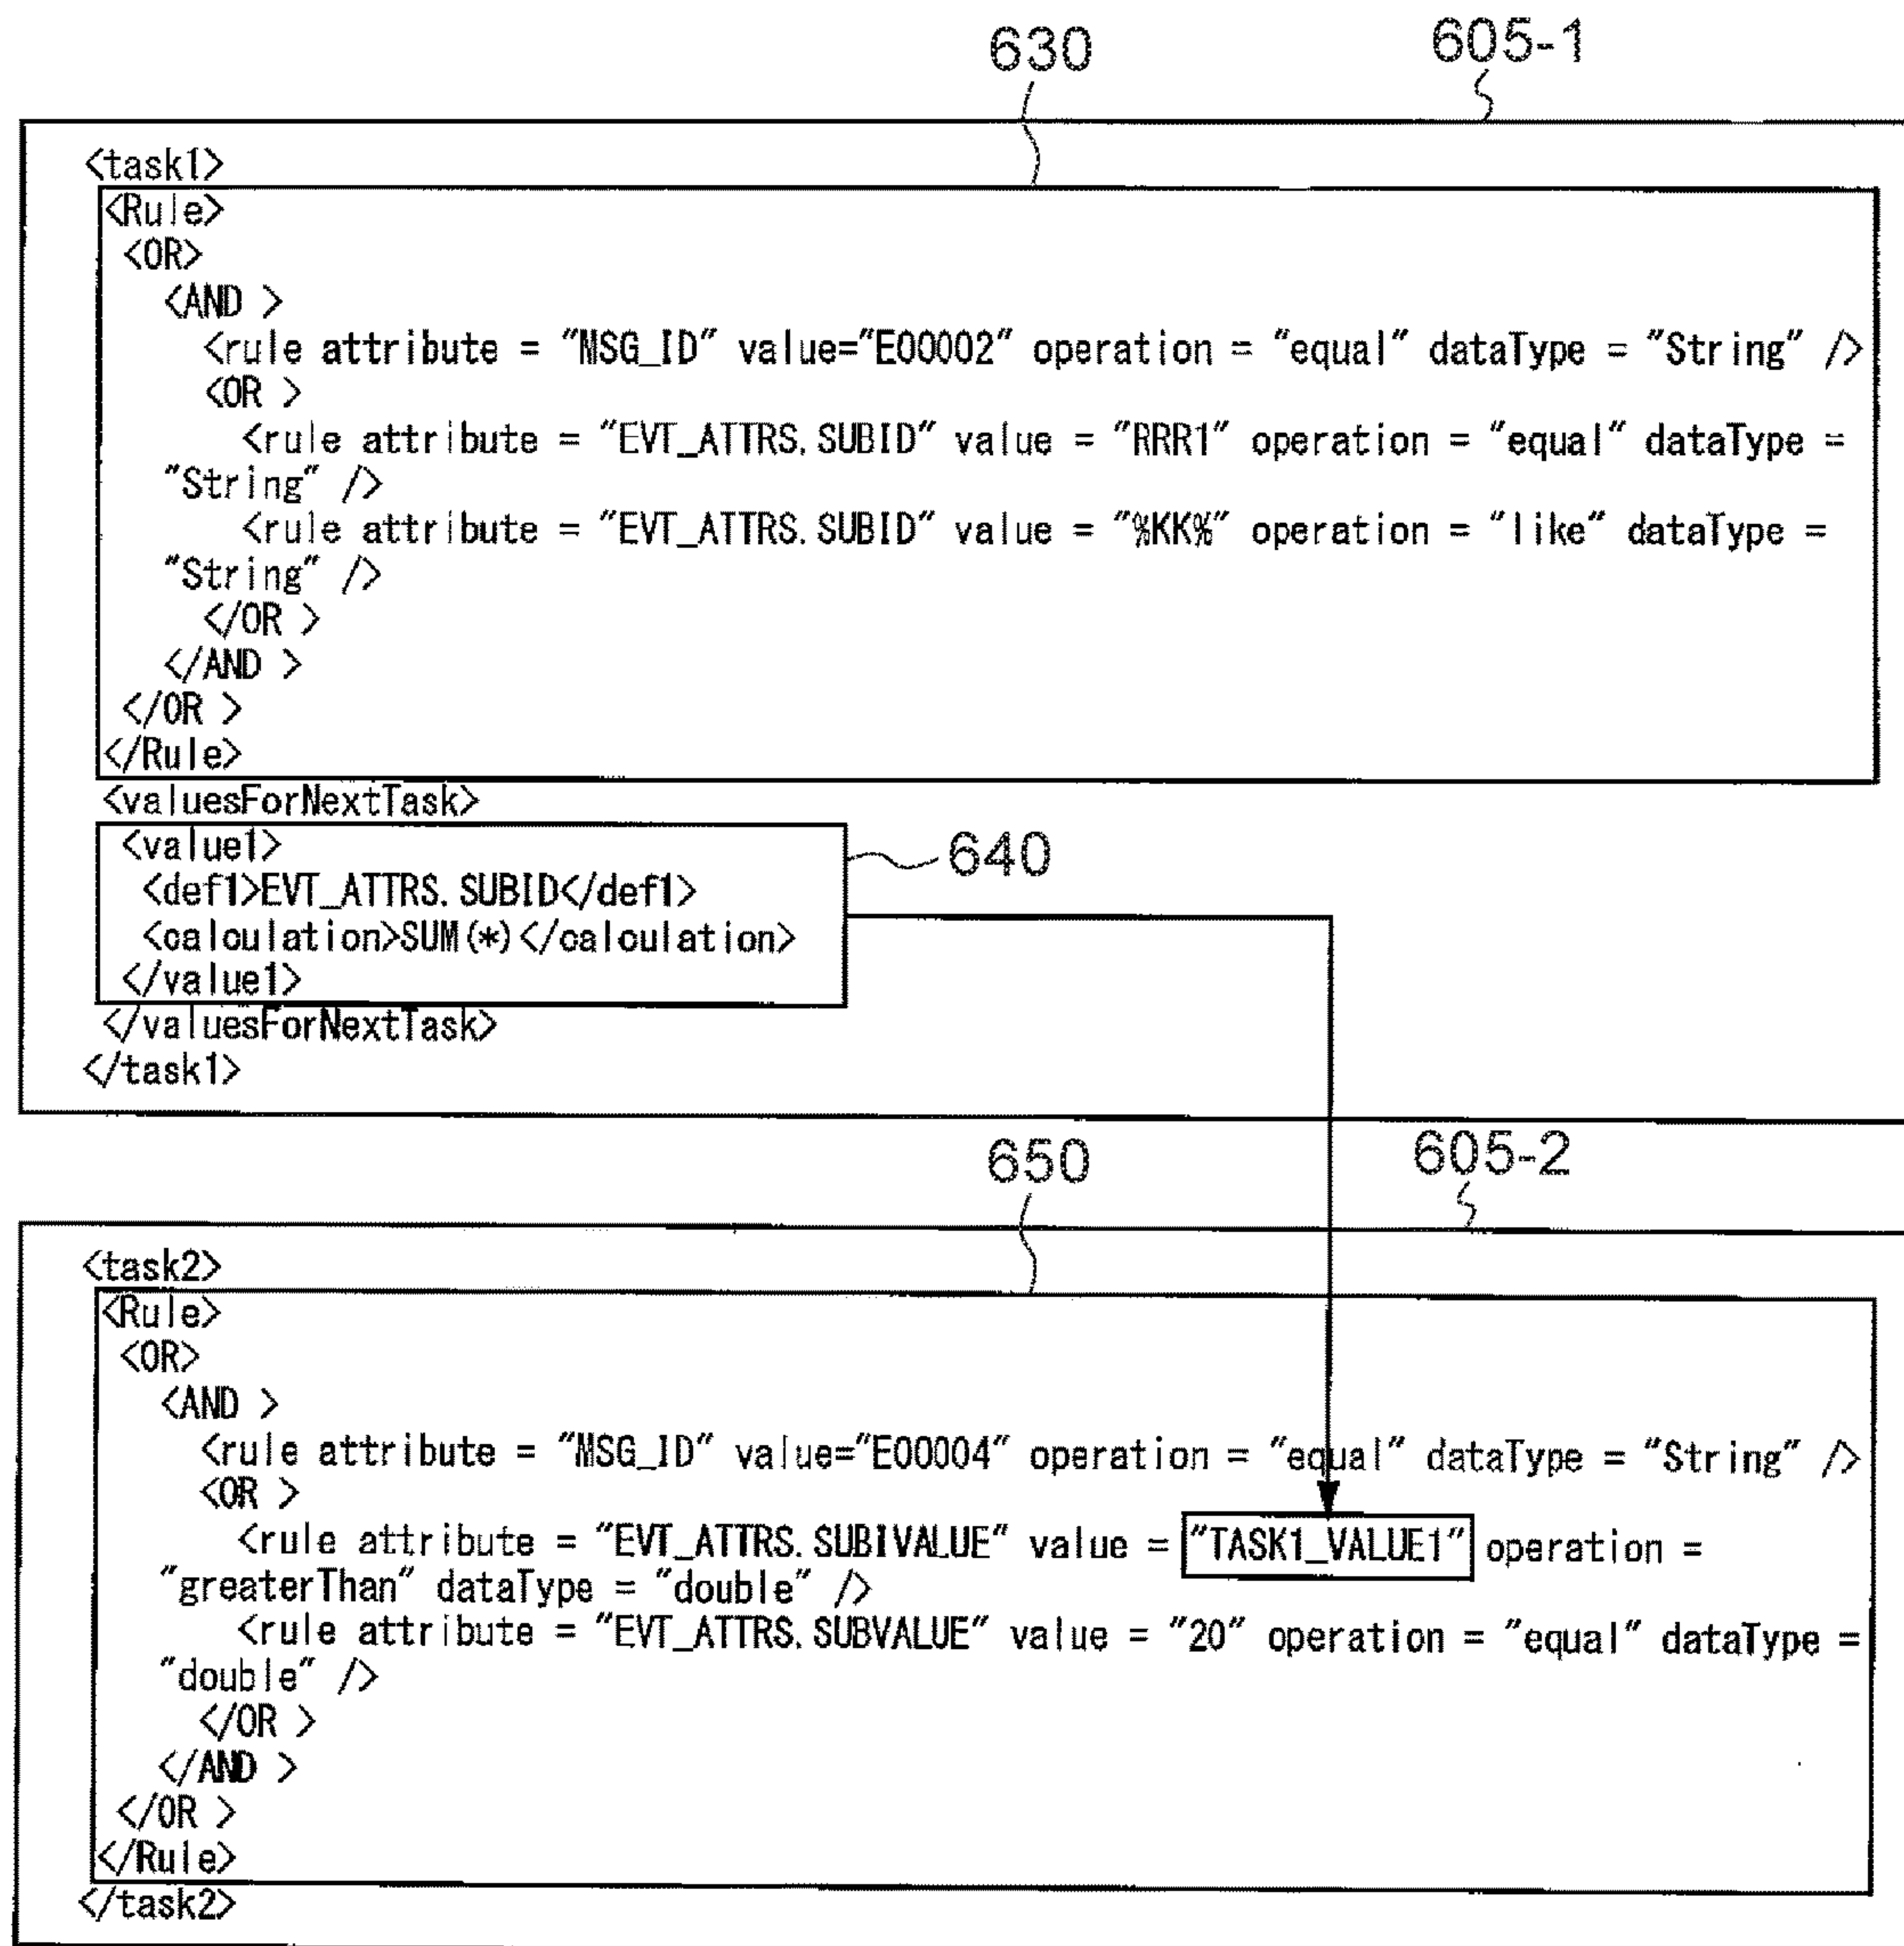 630
605-1
<task1>
<Rule>
<OR>
<AND >
<rule attribute = "MSG_ID" value="E00002" operation = "equal" dataType = "String" />
<OR >
<rule attribute = "EVT_ATTRS.SUBID" value = "RRR1" operation = "equal" dataType =
"String" />
<rule attribute = "EVT_ATTRS.SUBID" value = "%KK%" operation = "like" dataType =
"String" />
</OR >
</AND >
</OR >
</Rule>
<valuesForNextTask>
<value1>
640
<def1>EVT_ATTRS.SUBID</def1>
<calculation>SUM(*)</calculation>
</value1>
</valuesForNextTask>
</task1>
650
605-2
<task2>
<Rule>
<OR>
<AND >
<rule attribute = "MSG_ID" value="E00004" operation = "equal" dataType = "String" />
<OR >
<rule attribute = "EVT_ATTRS.SUBIVALUE" value = "TASK1_VALUE1" operation =
"greaterThan" dataType = "double" />
<rule attribute = "EVT_ATTRS.SUBVALUE" value = "20" operation = "equal" dataType =
"double" />
</OR >
</AND >
</OR >
</Rule>
</task2>